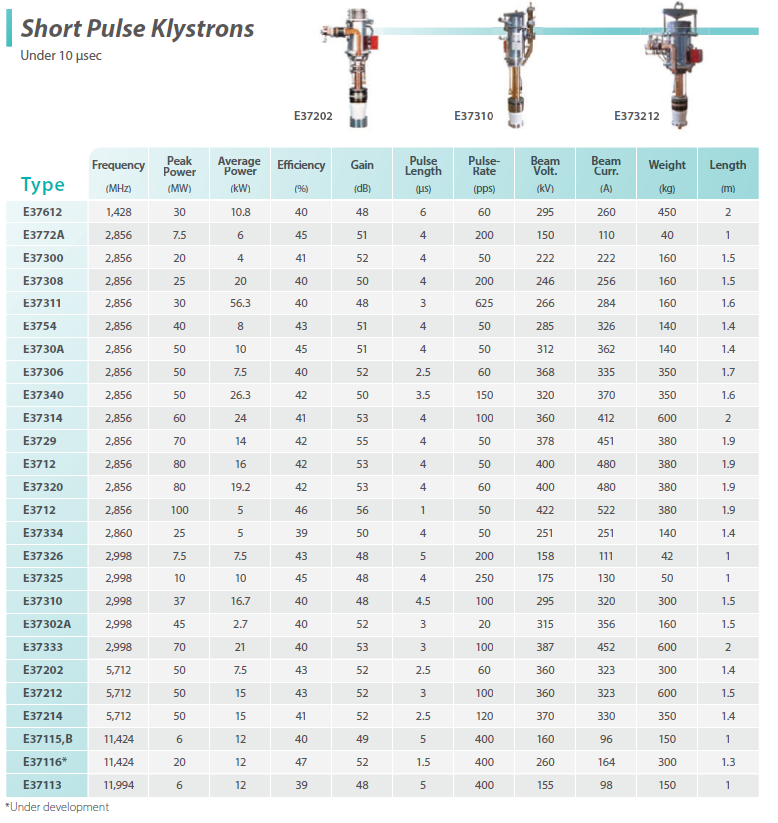 Short Pulse Klystrons
Under 10 μsec
E37202 E37310 E373212
Type Frequency (MHz) Peak Power (MW) Average Power (kW) Efficiency (%) Gain (dB) Pulse Length (μs) Pulse-Rate (pps) Beam Volt. (kV) Beam Curr. (A) Weight (kg) Length (m)
E37612 1,428 30 10.8 40 48 6 60 295 260 450 2
E3772A 2,856 7.5 6 45 51 4 200 150 110 40 1
E37300 2,856 20 4 41 52 4 50 222 222 160 1.5
E37308 2,856 25 20 40 50 4 200 246 256 160 1.5
E37311 2,856 30 56.3 40 48 3 625 266 284 160 1.6
E3754 2,856 40 8 43 51 4 50 285 326 140 1.4
E3730A 2,856 50 10 45 51 4 50 312 362 140 1.4
E37306 2,856 50 7.5 40 52 2.5 60 368 335 350 1.7
E37340 2,856 50 26.3 42 50 3.5 150 320 370 350 1.6
E37314 2,856 60 24 41 53 4 100 360 412 600 2
E3729 2,856 70 14 42 55 4 50 378 451 380 1.9
E3712 2,856 80 16 42 53 4 50 400 480 380 1.9
E37320 2,856 80 19.2 42 53 4 60 400 480 380 1.9
E3712 2,856 100 5 46 56 1 50 422 522 380 1.9
E37334 2,860 25 5 39 50 4 50 251 251 140 1.4
E37326 2,998 7.5 7.5 43 48 5 200 158 111 42 1
E37325 2,998 10 10 45 48 4 250 175 130 50 1
E37310 2,998 37 16.7 40 48 4.5 100 295 320 300 1.5
E37302A 2,998 45 2.7 40 52 3 20 315 356 160 1.5
E37333 2,998 70 21 40 53 3 100 387 452 600 2
E37202 5,712 50 7.5 43 52 2.5 60 360 323 300 1.4
E37212 5,712 50 15 43 52 3 100 360 323 600 1.5
E37214 5,712 50 15 41 52 2.5 120 370 330 350 1.4
E37115,B 11,424 6 12 40 49 5 400 160 96 150 1
E37116* 11,424 20 12 47 52 1.5 400 260 164 300 1.3
E37113 11,994 6 12 39 48 5 400 155 98 150 1
*Under development